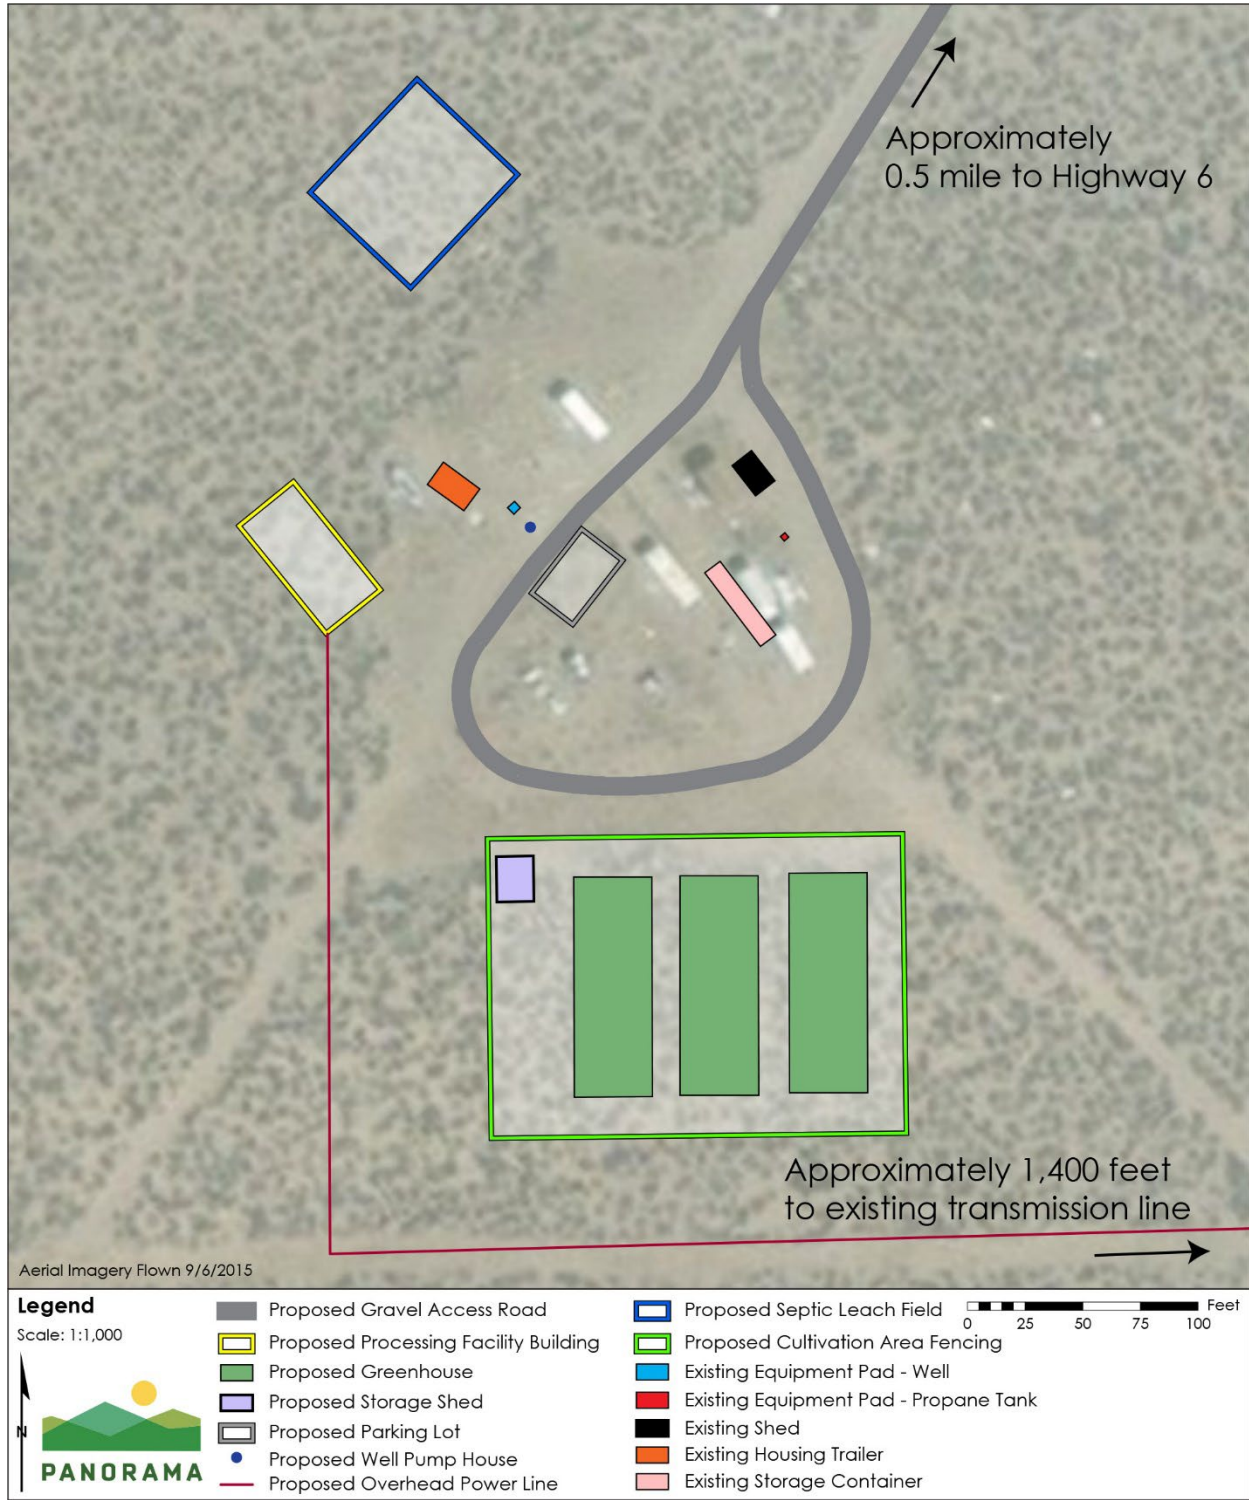 Approximately
0.5 mile to Highway 6
Approximately 1,400 feet
to existing transmission line
Aerial Imagery Flown 9/6/2015
Legend
Scale: 1:1,000
N
PANORAMA
Proposed Gravel Access Road
Proposed Processing Facility Building
Proposed Greenhouse
Proposed Storage Shed
Proposed Parking Lot
Proposed Well Pump House
Proposed Overhead Power Line
Proposed Septic Leach Field
Proposed Cultivation Area Fencing
Existing Equipment Pad - Well
Existing Equipment Pad - Propane Tank
Existing Shed
Existing Housing Trailer
Existing Storage Container
Feet
0 25 50 75 100